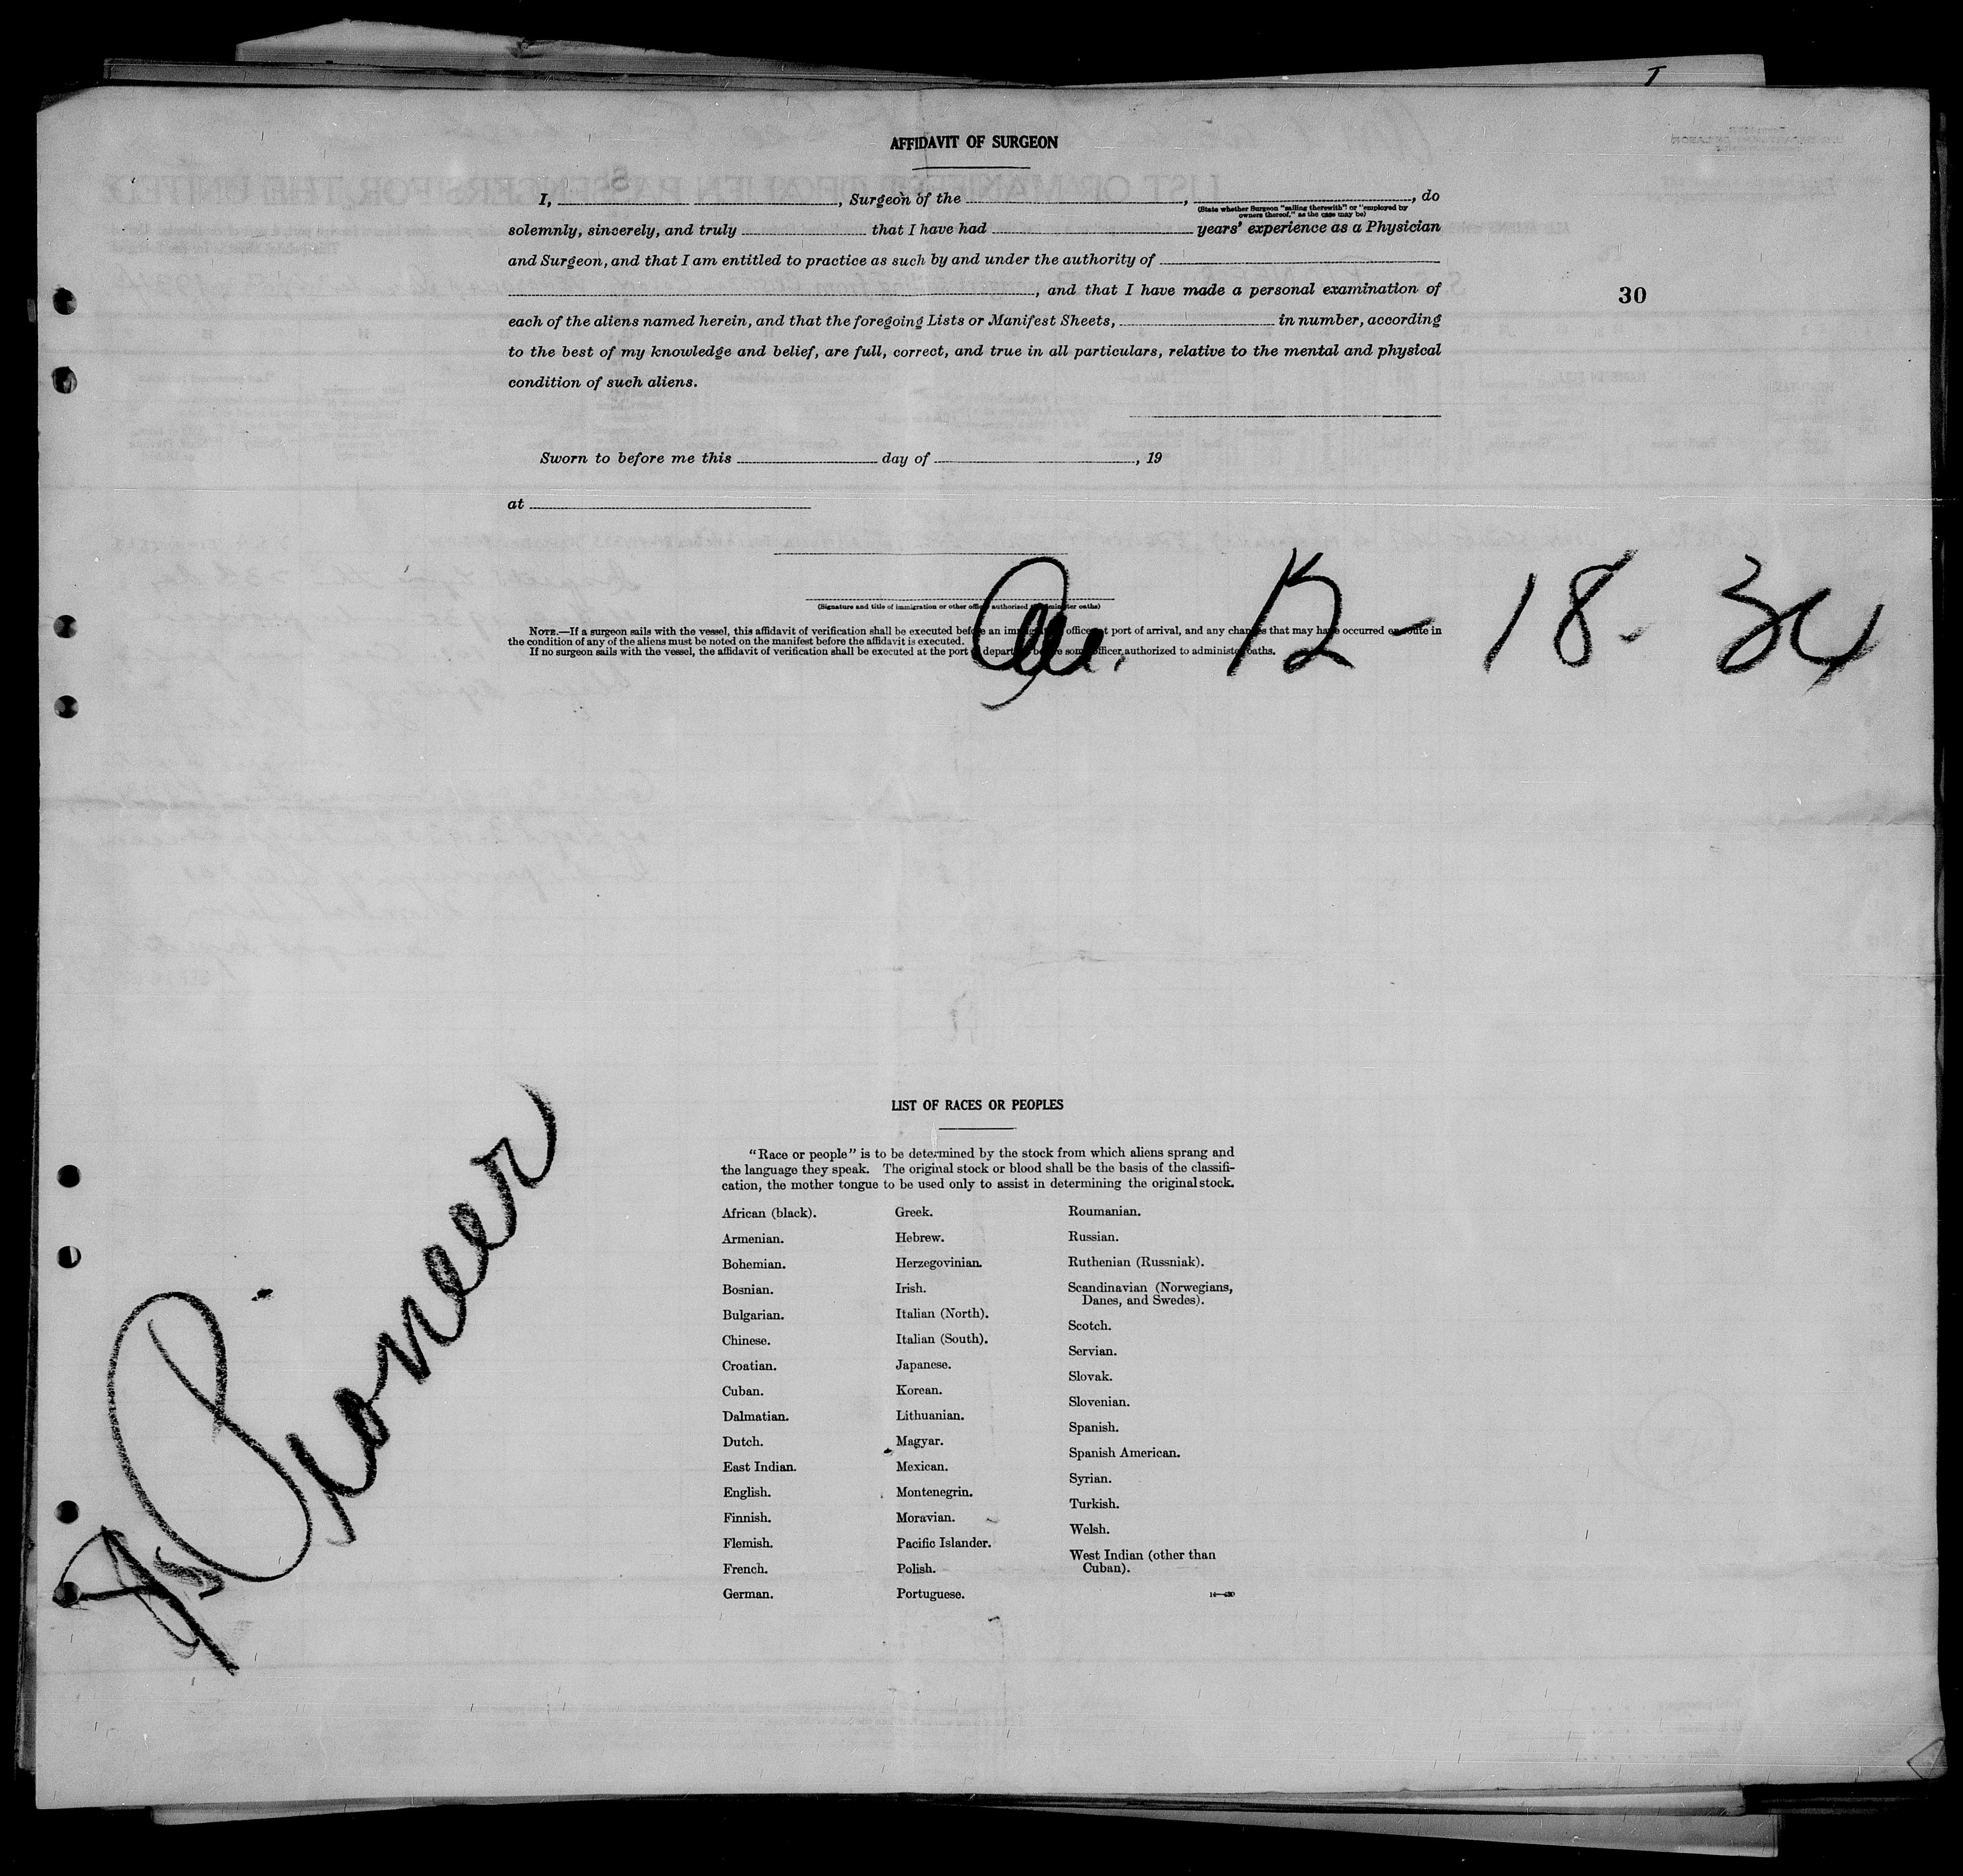 AFFIDAVIT OF SURGEON
I, , Surgeon of the , , do
(State whether Surgeon "sailing therewith" or "employed by
owners thereof," as the case may be)
solemnly, sincerely, and truly that I have had years' experience as a Physician
and Surgeon, and that I am entitled to practice as such by and under the authority of
, and that I have made a personal examination of
30
each of the aliens named herein, and that the foregoing Lists or Manifest Sheets, in number, according
to the best of my knowledge and belief, are full, correct, and true in all particulars, relative to the mental and physical
condition of such aliens.
Sworn to before me this day of , 19
at
(Signature and title of immigration or other officer authorized to administer oaths)
NOTE.—If a surgeon sails with the vessel, this affidavit of verification shall be executed before an immigration officer at port of arrival, and any changes that may have occurred en route in
the condition of any of the aliens must be noted on the manifest before the affidavit is executed.
If no surgeon sails with the vessel, the affidavit of verification shall be executed at the port of departure before some officer authorized to administer oaths.
12-18-34
Pioneer
LIST OF RACES OR PEOPLES
"Race or people" is to be determined by the stock from which aliens sprang and
the language they speak. The original stock or blood shall be the basis of the classifi-
cation, the mother tongue to be used only to assist in determining the original stock.
African (black).
Armenian.
Bohemian.
Bosnian.
Bulgarian.
Chinese.
Croatian.
Cuban.
Dalmatian.
Dutch.
East Indian.
English.
Finnish.
Flemish.
French.
German.
Greek.
Hebrew.
Herzegovinian.
Irish.
Italian (North).
Italian (South).
Japanese.
Korean.
Lithuanian.
Magyar.
Mexican.
Montenegrin.
Moravian.
Pacific Islander.
Polish.
Portuguese.
Roumanian.
Russian.
Ruthenian (Russniak).
Scandinavian (Norwegians,
Danes, and Swedes).
Scotch.
Servian.
Slovak.
Slovenian.
Spanish.
Spanish American.
Syrian.
Turkish.
Welsh.
West Indian (other than
Cuban).